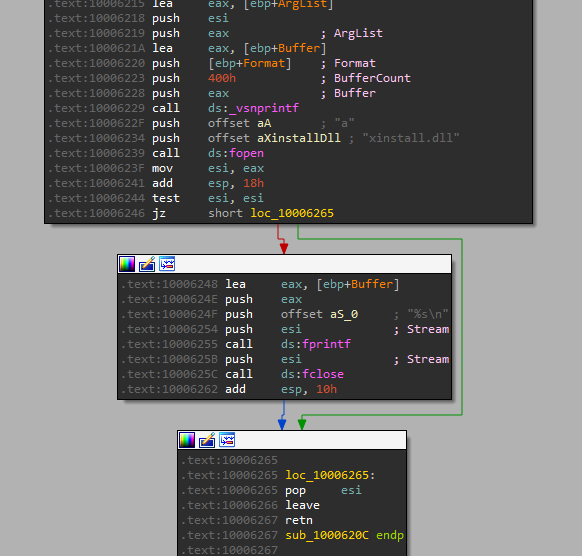 .text:10006215 lea eax, [ebp+ArgList]
.text:10006218 push esi
.text:10006219 push eax ; ArgList
.text:1000621A lea eax, [ebp+Buffer]
.text:10006220 push [ebp+Format] ; Format
.text:10006223 push 400h ; BufferCount
.text:10006228 push eax ; Buffer
.text:10006229 call ds:_vsnprintf
.text:1000622F push offset aA ; "a"
.text:10006234 push offset aXinstallDll ; "xinstall.dll"
.text:10006239 call ds:fopen
.text:1000623F mov esi, eax
.text:10006241 add esp, 18h
.text:10006244 test esi, esi
.text:10006246 jz short loc_10006265
.text:10006248 lea eax, [ebp+Buffer]
.text:1000624E push eax
.text:1000624F push offset aS_0 ; "%s\n"
.text:10006254 push esi ; Stream
.text:10006255 call ds:fprintf
.text:1000625B push esi ; Stream
.text:1000625C call ds:fclose
.text:10006262 add esp, 10h
.text:10006265
.text:10006265 loc_10006265:
.text:10006265 pop esi
.text:10006266 leave
.text:10006267 retn
.text:10006267 sub_1000620C endp
.text:10006267